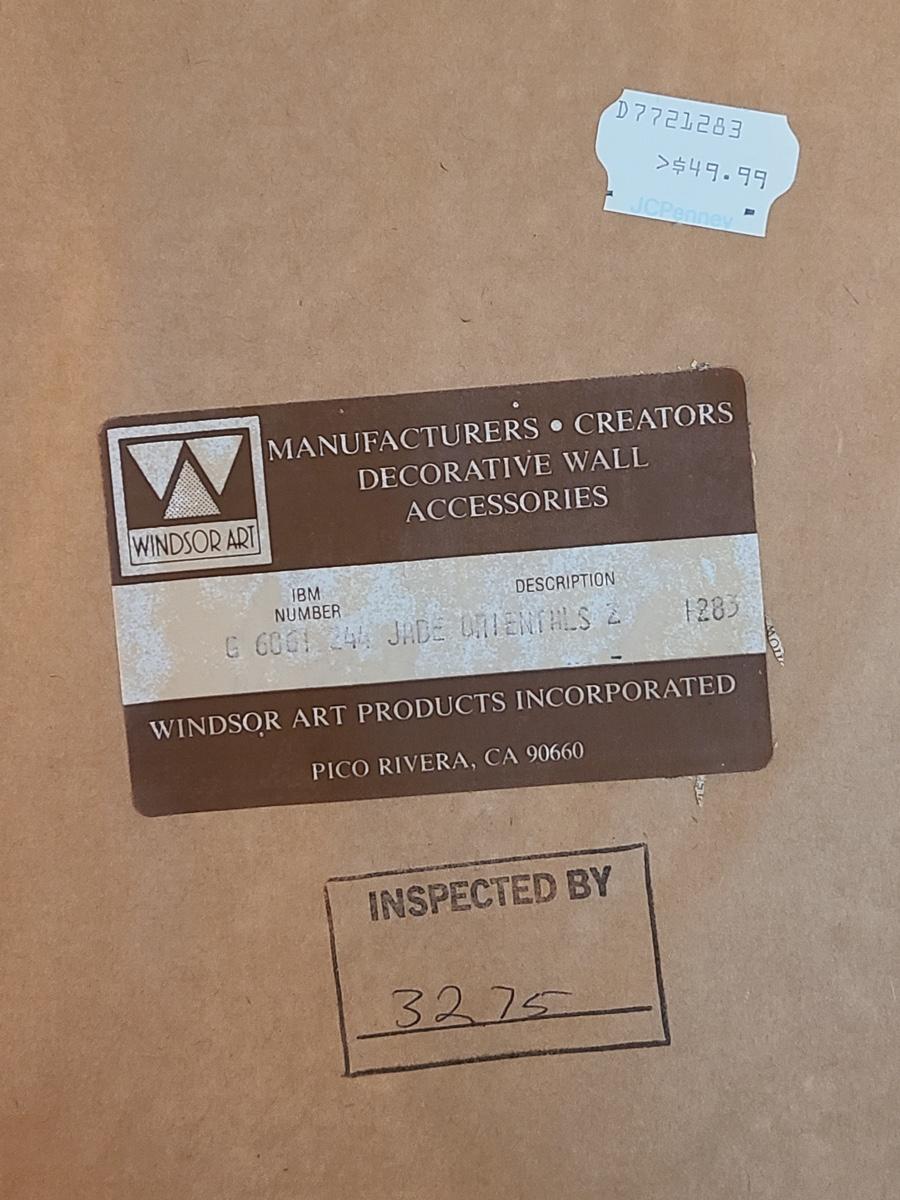 D7721283
>$49.99
JCPenney
MANUFACTURERS • CREATORS
DECORATIVE WALL
ACCESSORIES
WINDSOR ART
IBM
NUMBER
DESCRIPTION
G 6061 244 JADE ORIENTALS 2 1283
WINDSOR ART PRODUCTS INCORPORATED
PICO RIVERA, CA 90660
INSPECTED BY
3275